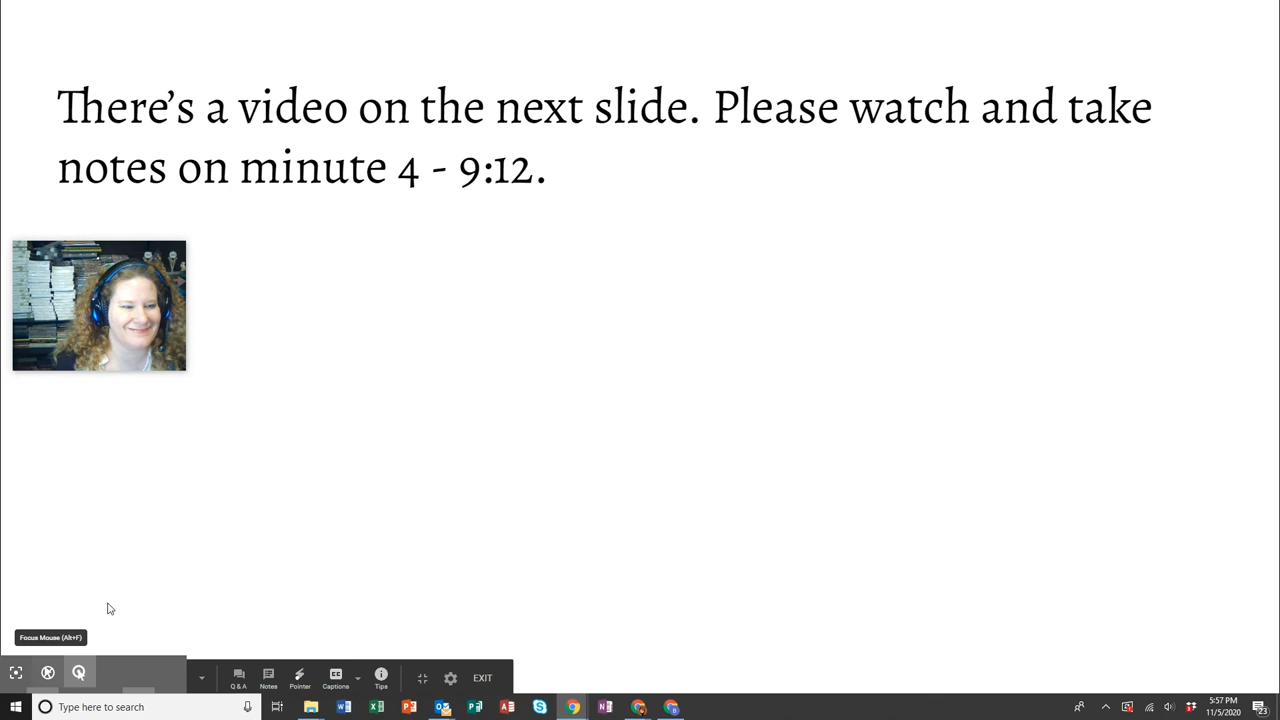 There's a video on the next slide. Please watch and take
notes on minute 4 - 9:12.
Focus Mouse (Alt+F)
Q & A
Notes
Pointer
Captions
Tips
EXIT
Type here to search
5:57 PM
11/5/2020
23